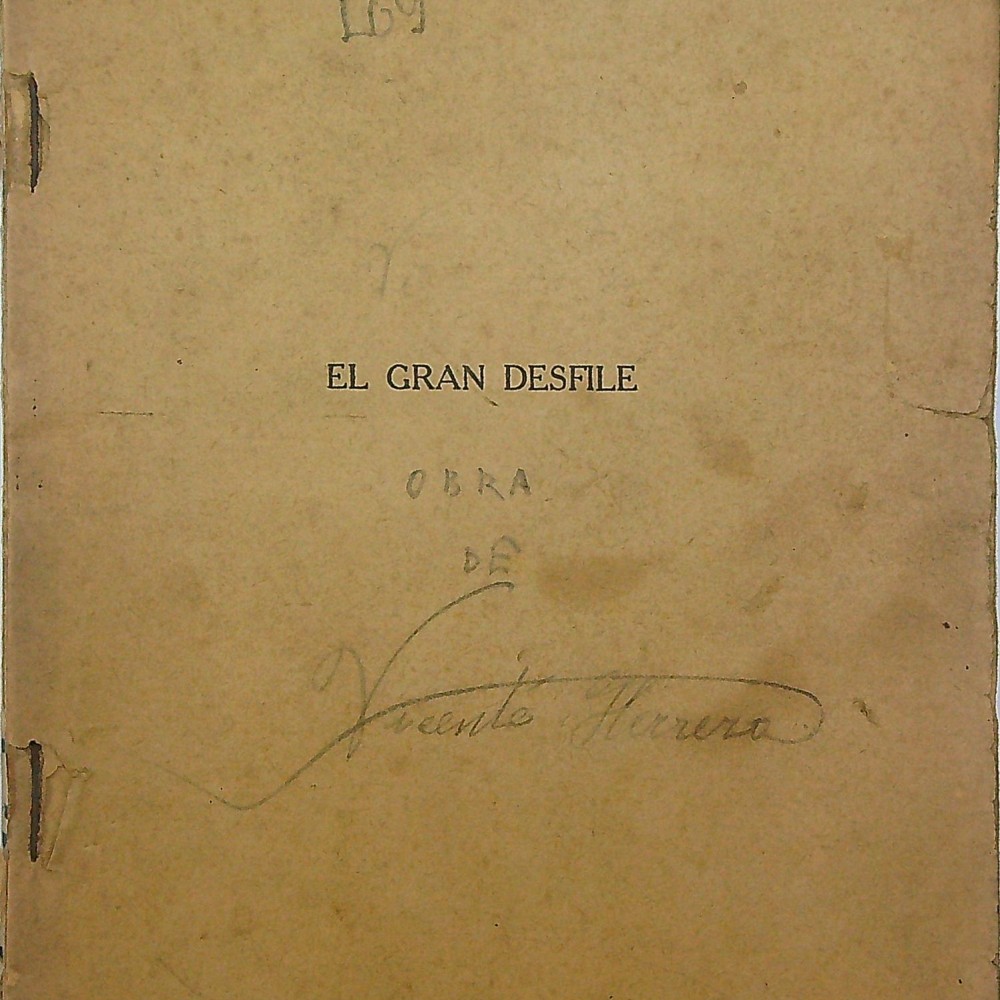 EL GRAN DESFILE
OBRA
DE
Vicente Herrera